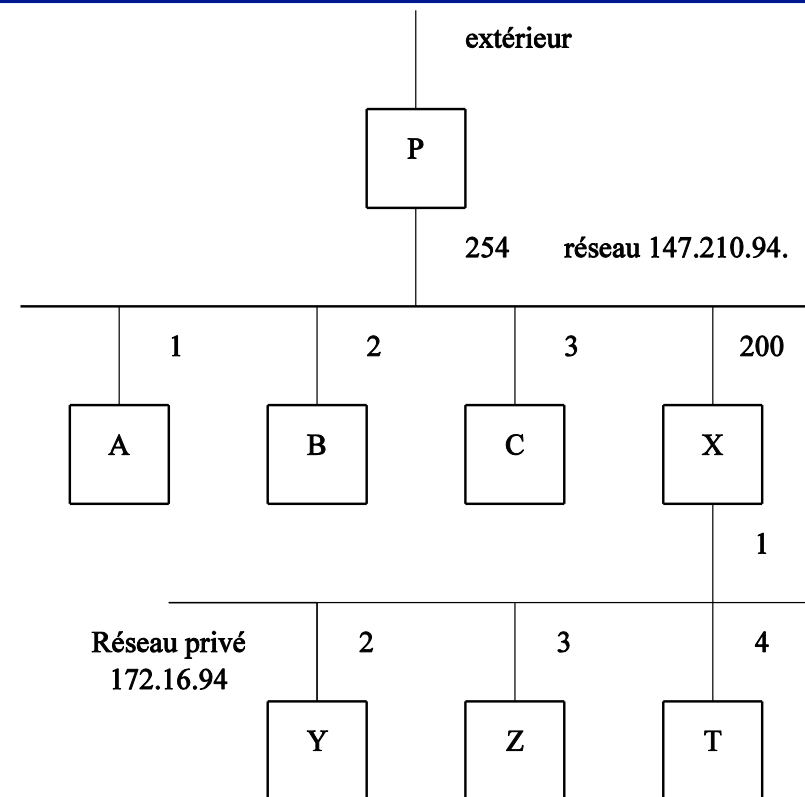 extérieur
P
254 réseau 147.210.94.
1 2 3 200
A B C X
1
Réseau privé 2 3 4
172.16.94
Y Z T